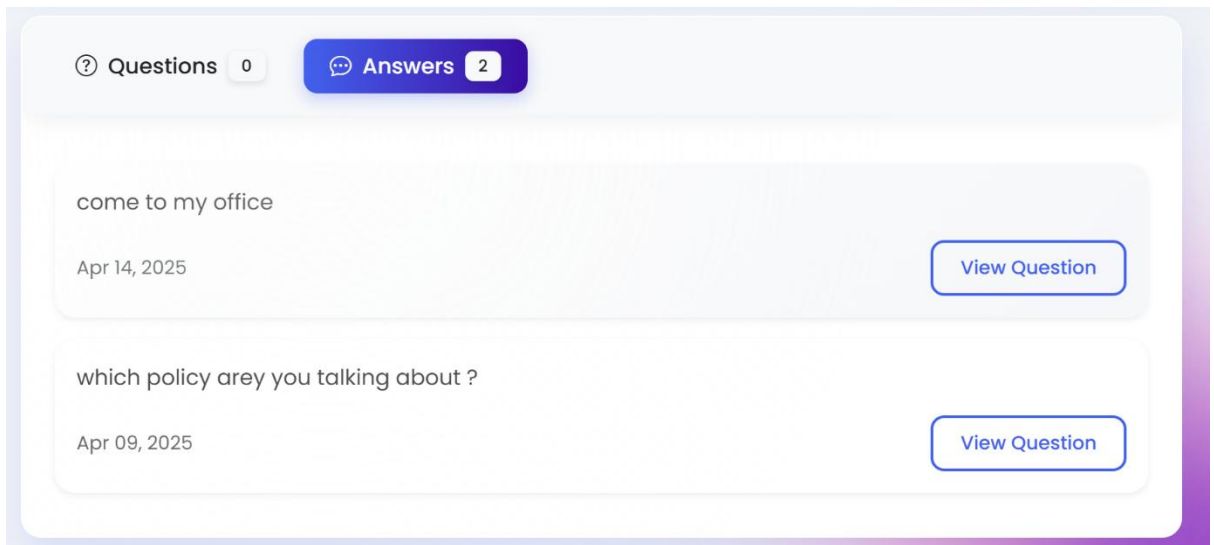 Questions 0 Answers 2
come to my office
Apr 14, 2025 View Question
which policy arey you talking about ?
Apr 09, 2025 View Question